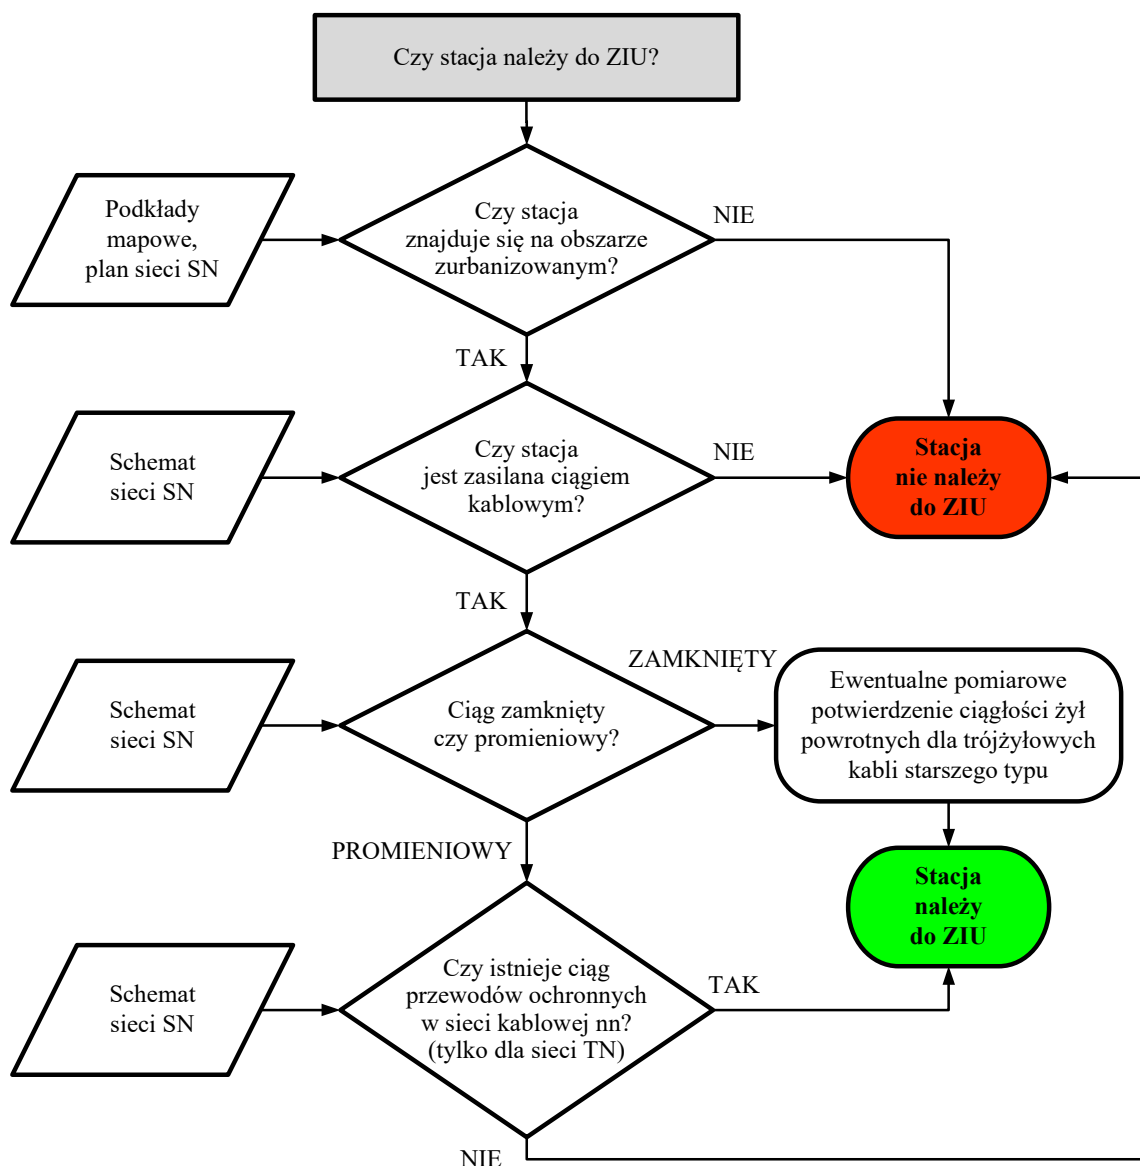 Czy stacja należy do ZIU?
Podkłady
mapowe,
plan sieci SN
Czy stacja
znajduje się na obszarze
zurbanizowanym?
NIE
TAK
Schemat
sieci SN
Czy stacja
jest zasilana ciągiem
kablowym?
NIE
Stacja
nie należy
do ZIU
TAK
Schemat
sieci SN
Ciąg zamknięty
czy promieniowy?
ZAMKNIĘTY
Ewentualne pomiarowe
potwierdzenie ciągłości żył
powrotnych dla trójżyłowych
kabli starszego typu
PROMIENIOWY
Stacja
należy
do ZIU
Schemat
sieci SN
Czy istnieje ciąg
przewodów ochronnych
w sieci kablowej nn?
(tylko dla sieci TN)
TAK
NIE